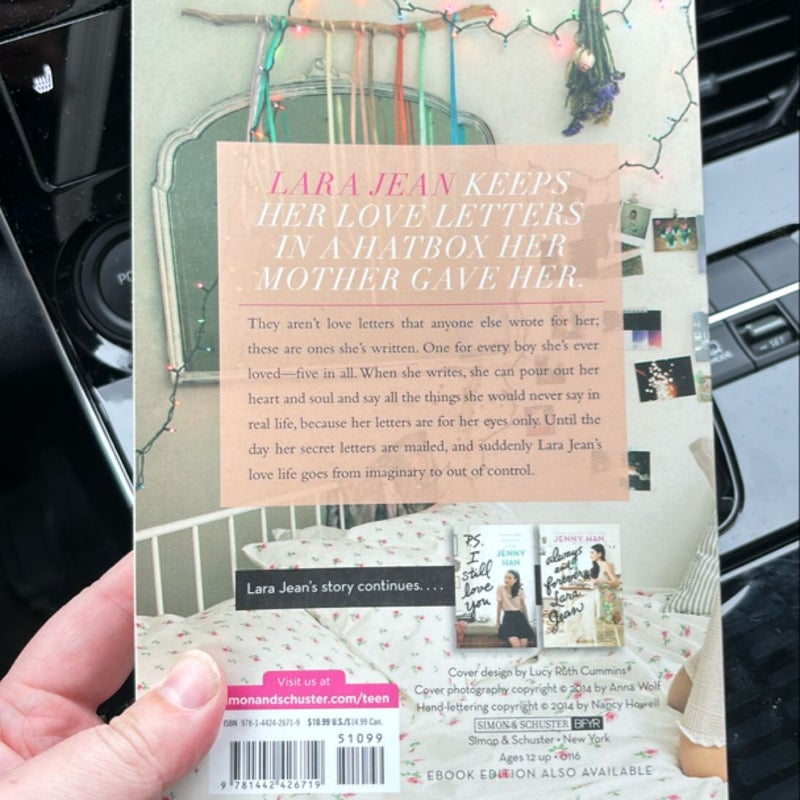 LARA JEAN KEEPS
HER LOVE LETTERS
IN A HATBOX HER
MOTHER GAVE HER.
They aren't love letters that anyone else wrote for her;
these are ones she's written. One for every boy she's ever
loved—five in all. When she writes, she can pour out her
heart and soul and say all the things she would never say in
real life, because her letters are for her eyes only. Until the
day her secret letters are mailed, and suddenly Lara Jean's
love life goes from imaginary to out of control.
Lara Jean's story continues. . . .
P.S.
I
still
love
you
JENNY
HAN
JENNY HAN
always
and
forever,
Lara
Jean
Visit us at
monandschuster.com/teen
ISBN 978-1-4424-2671-9 $10.99 U.S./$14.99 Can.
51099
9 781442 426719
Cover design by Lucy Ruth Cummins
Cover photography copyright © 2014 by Anna Wolf
Hand-lettering copyright © 2014 by Nancy Howell
SIMON & SCHUSTER BFYR
Simon & Schuster • New York
Ages 12 up • 0116
EBOOK EDITION ALSO AVAILABLE
SET